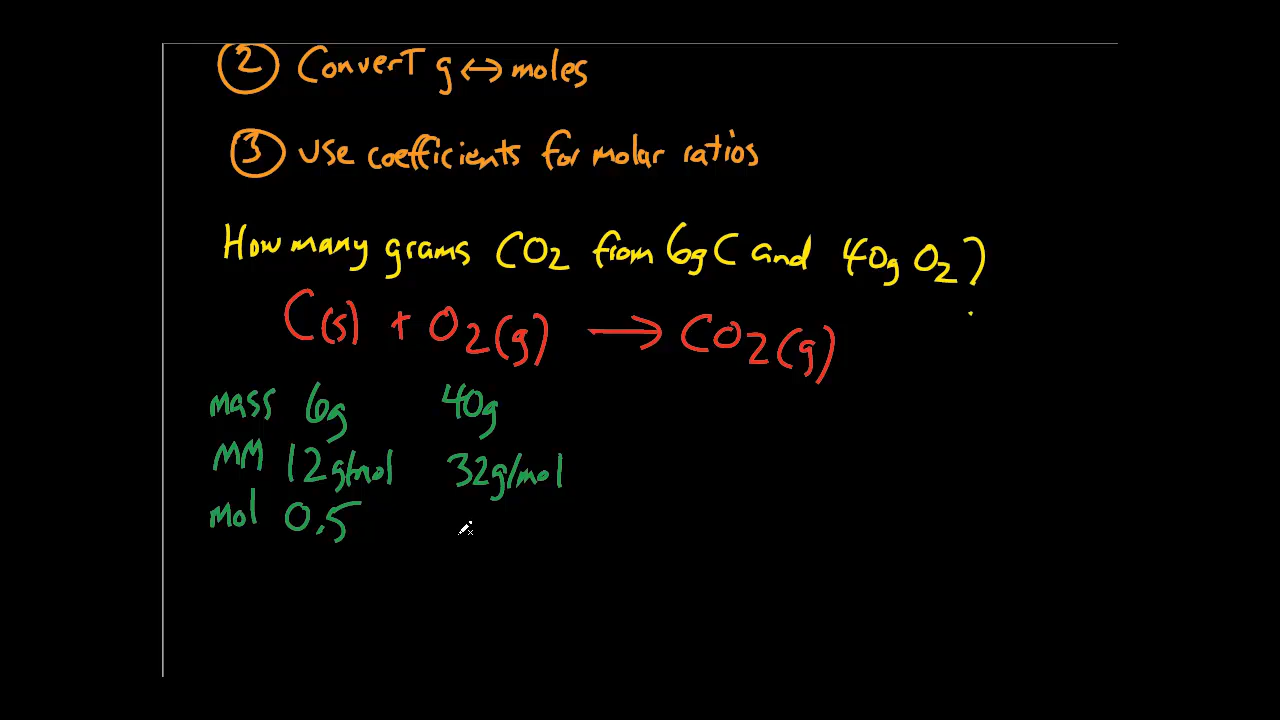 2 ConverT g ↔ moles
3 Use coefficients for molar ratios
How many grams CO2 from 6g C and 40g O2?
C(s) + O2(g) → CO2(g)
mass 6g 40g
MM 12g/mol 32g/mol
mol 0.5